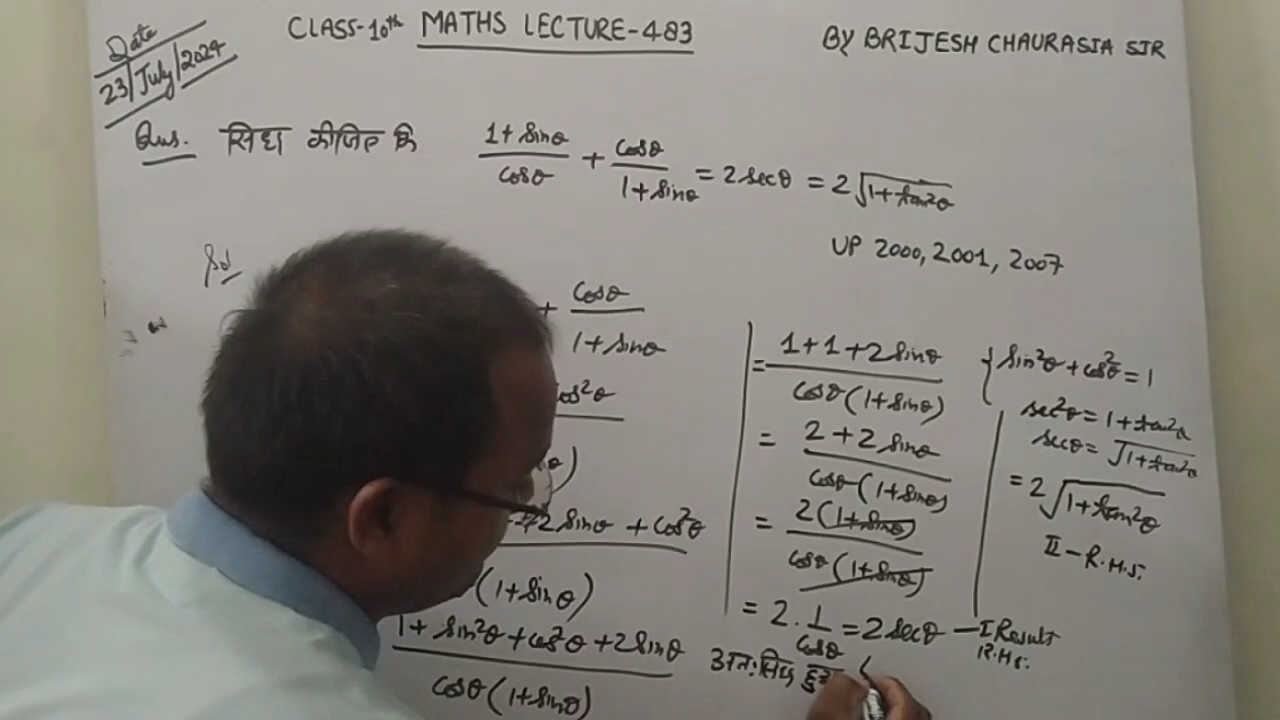 Date
23/July/2024
CLASS-10th MATHS LECTURE-483
BY BRIJESH CHAURASIA SIR
Qus. सिद्ध कीजिए कि (1+sinθ)/cosθ + cosθ/(1+sinθ) = 2secθ = 2√(1+tan²θ)
UP 2000, 2001, 2007
Sol
+ cosθ/(1+sinθ)
cos²θ
θ)
+2sinθ + cos²θ
(1+sinθ)
1+sin²θ+cos²θ+2sinθ
cosθ(1+sinθ)
= (1+1+2sinθ)/(cosθ(1+sinθ))
= (2+2sinθ)/(cosθ(1+sinθ))
= 2(1+sinθ)/(cosθ(1+sinθ))
= 2.1/cosθ = 2secθ – I Result
R.H.S.
अतः सिद्ध
{sin²θ+cos²θ=1
sec²θ=1+tan²θ
secθ=√(1+tan²θ)
= 2√(1+tan²θ)
II – R.H.S.